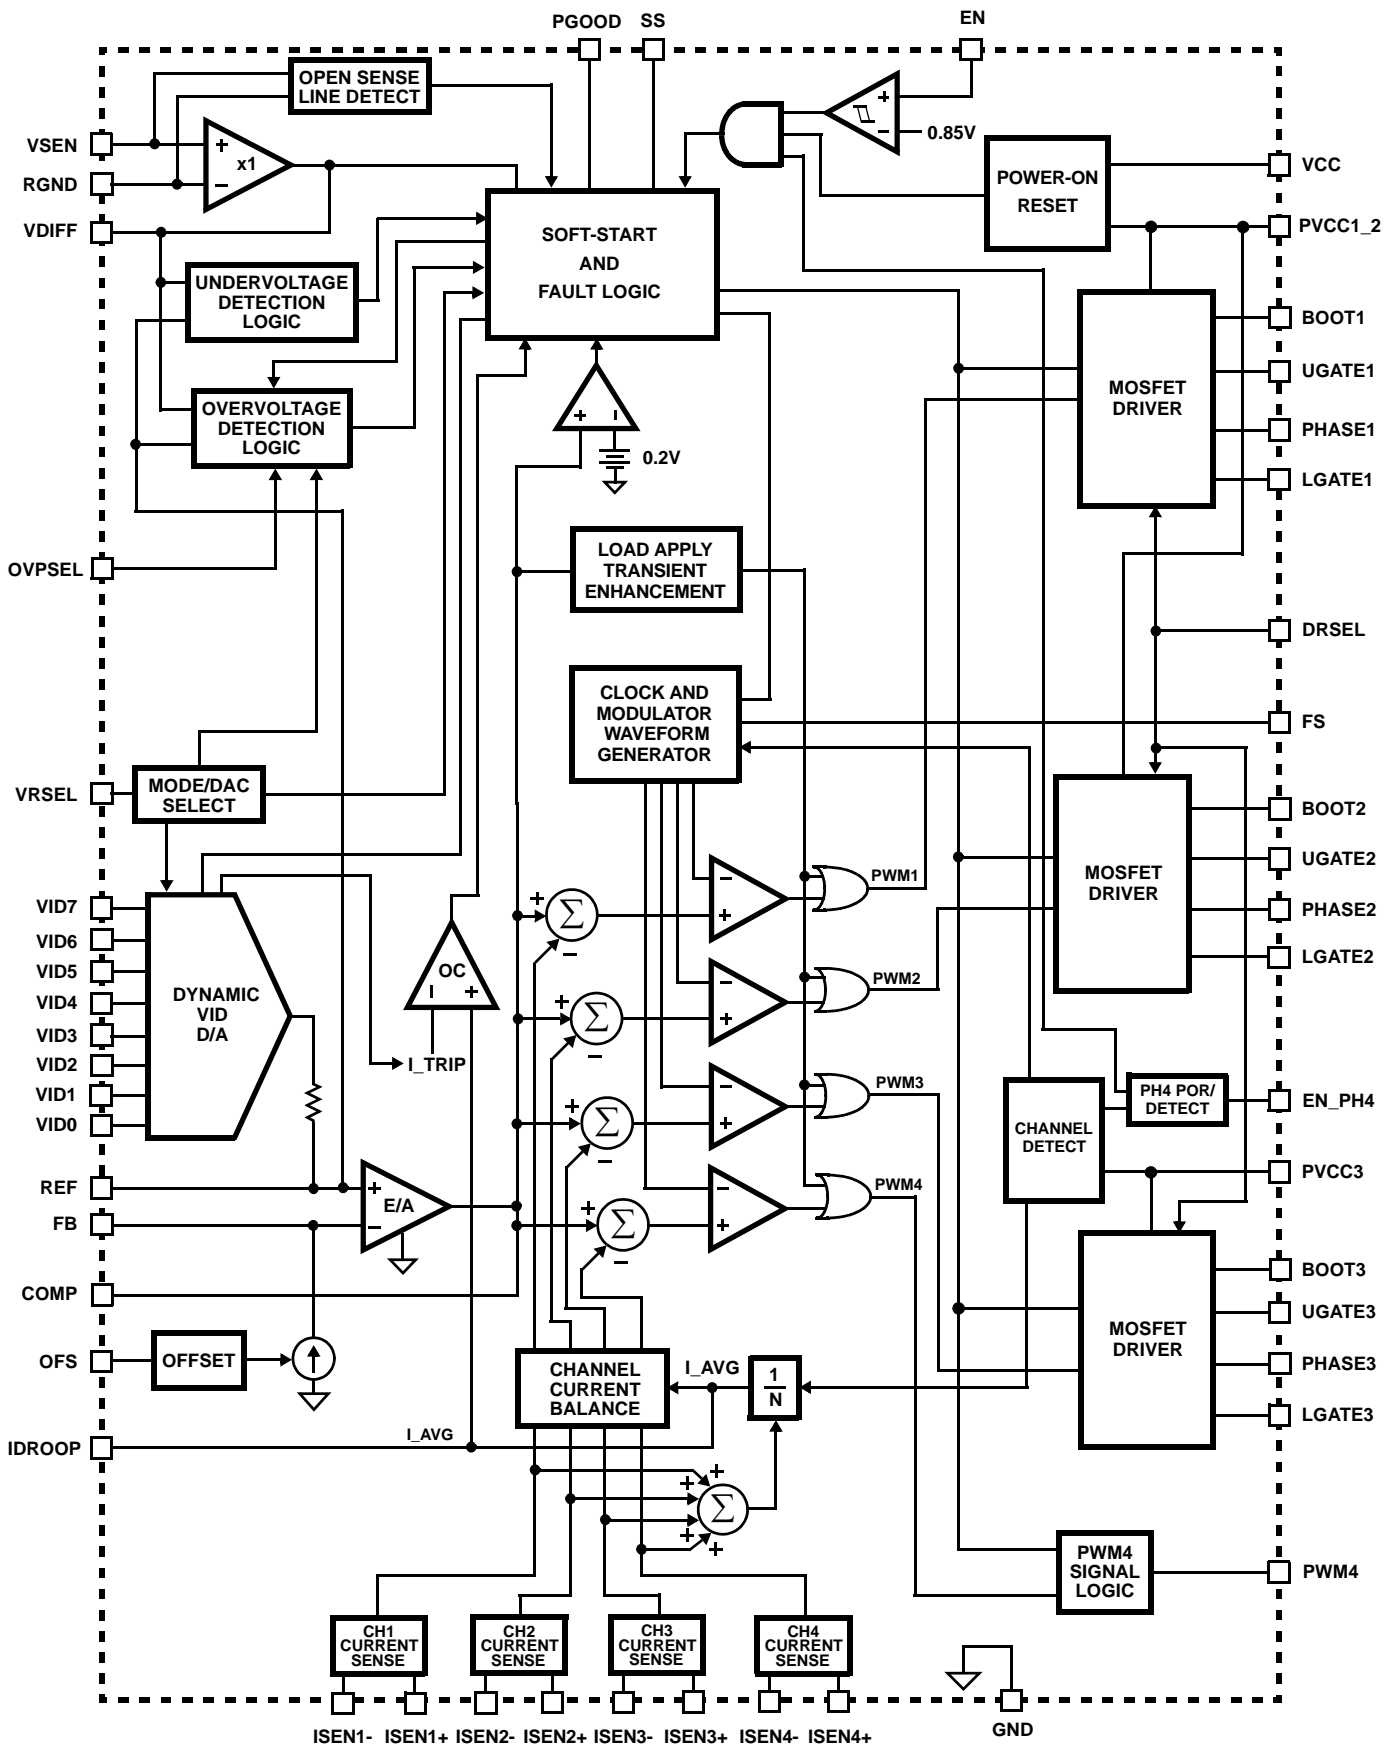 PGOOD SS EN
OPEN SENSE
LINE DETECT
VSEN
+
−
x1
RGND
VDIFF
+
−
0.85V
POWER-ON
RESET
VCC
PVCC1_2
SOFT-START
AND
FAULT LOGIC
UNDERVOLTAGE
DETECTION
LOGIC
OVERVOLTAGE
DETECTION
LOGIC
+ −
0.2V
MOSFET
DRIVER
BOOT1
UGATE1
PHASE1
LGATE1
OVPSEL
LOAD APPLY
TRANSIENT
ENHANCEMENT
DRSEL
CLOCK AND
MODULATOR
WAVEFORM
GENERATOR
FS
VRSEL
MODE/DAC
SELECT
MOSFET
DRIVER
BOOT2
UGATE2
PHASE2
LGATE2
VID7
VID6
VID5
VID4
VID3
VID2
VID1
VID0
DYNAMIC
VID
D/A
OC
− +
I_TRIP
+
Σ
−
−
+
PWM1
+
Σ
−
−
+
PWM2
+
Σ
−
−
+
PWM3
+
Σ
−
−
+
PWM4
CHANNEL
DETECT
PH4 POR/
DETECT
EN_PH4
PVCC3
REF
FB
+
−
E/A
COMP
MOSFET
DRIVER
BOOT3
UGATE3
PHASE3
LGATE3
OFS
OFFSET
CHANNEL
CURRENT
BALANCE
I_AVG
1
N
IDROOP
I_AVG
+
+
Σ
+
+
PWM4
SIGNAL
LOGIC
PWM4
CH1
CURRENT
SENSE
CH2
CURRENT
SENSE
CH3
CURRENT
SENSE
CH4
CURRENT
SENSE
ISEN1- ISEN1+ ISEN2- ISEN2+ ISEN3- ISEN3+ ISEN4- ISEN4+
GND